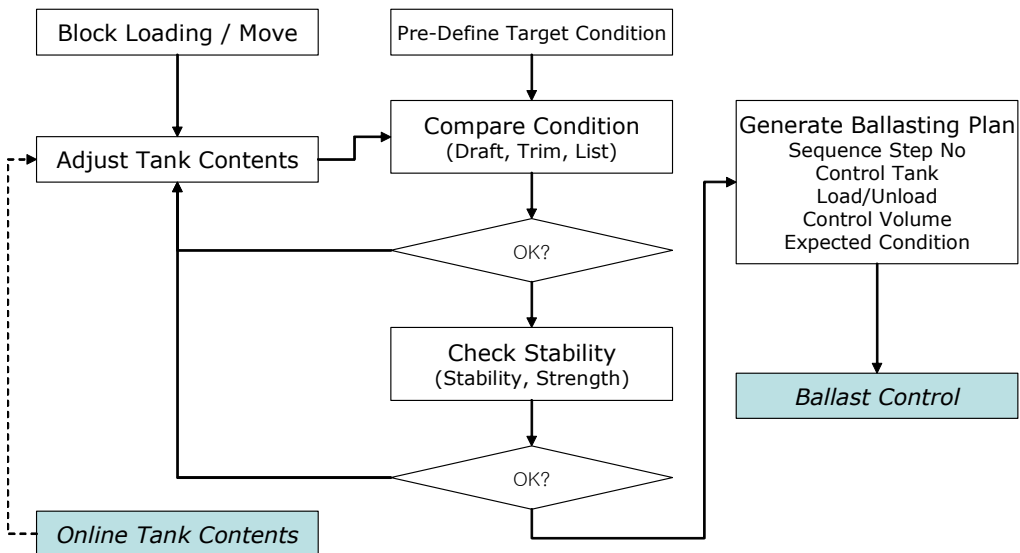 Block Loading / Move
Pre-Define Target Condition
Adjust Tank Contents
Compare Condition
(Draft, Trim, List)
OK?
Check Stability
(Stability, Strength)
OK?
Online Tank Contents
Generate Ballasting Plan
Sequence Step No
Control Tank
Load/Unload
Control Volume
Expected Condition
Ballast Control